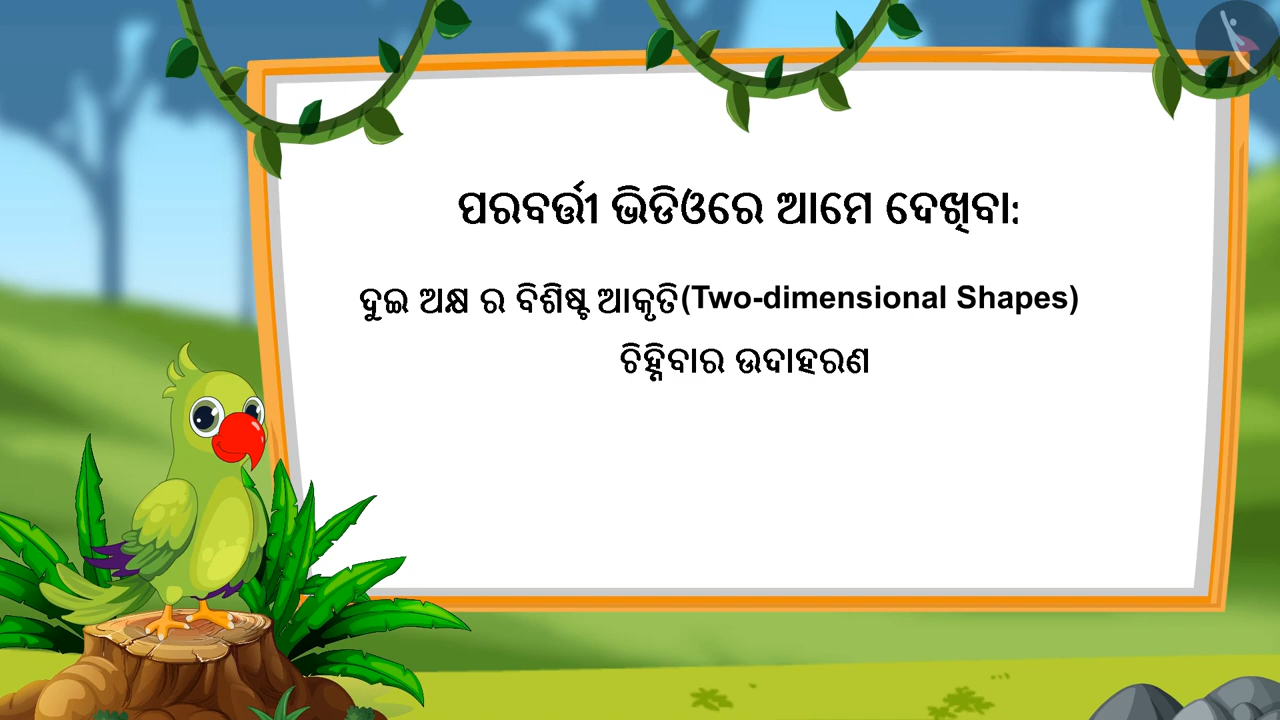 ପରବର୍ତ୍ତୀ ଭିଡିଓରେ ଆମେ ଦେଖିବା:
ଦୁଇ ଅକ୍ଷ ର ବିଶିଷ୍ଟ ଆକୃତି(Two-dimensional Shapes)
ଚିହ୍ନିବାର ଉଦାହରଣ